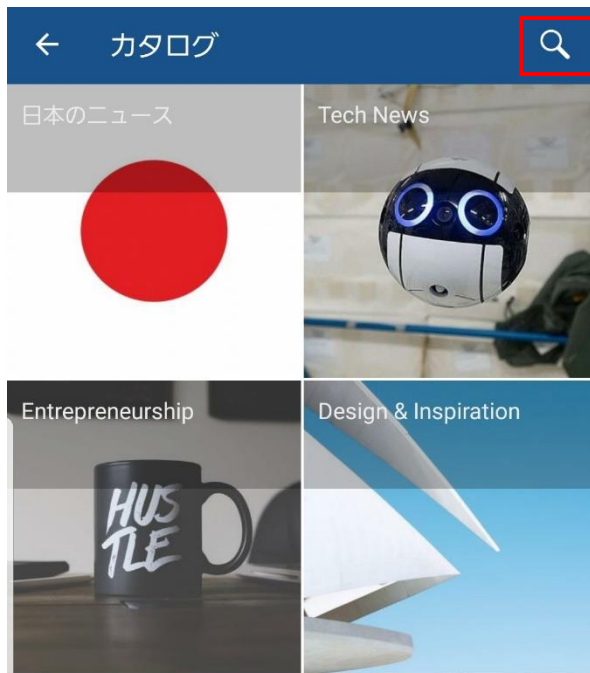 カタログ
日本のニュース
Tech News
Entrepreneurship
Design & Inspiration
HUS
TLE